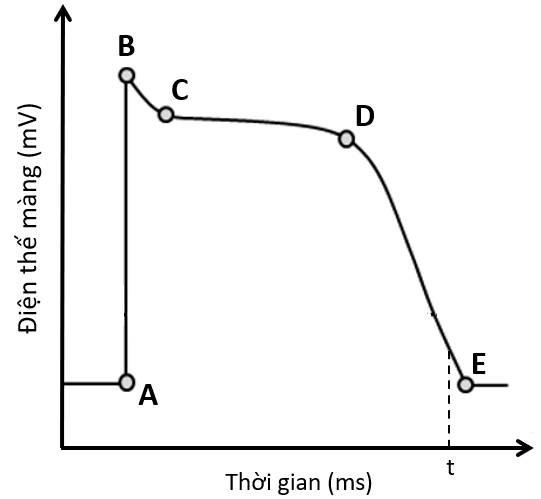 B
C
D
Điện thế màng (mV)
E
A
t
Thời gian (ms)